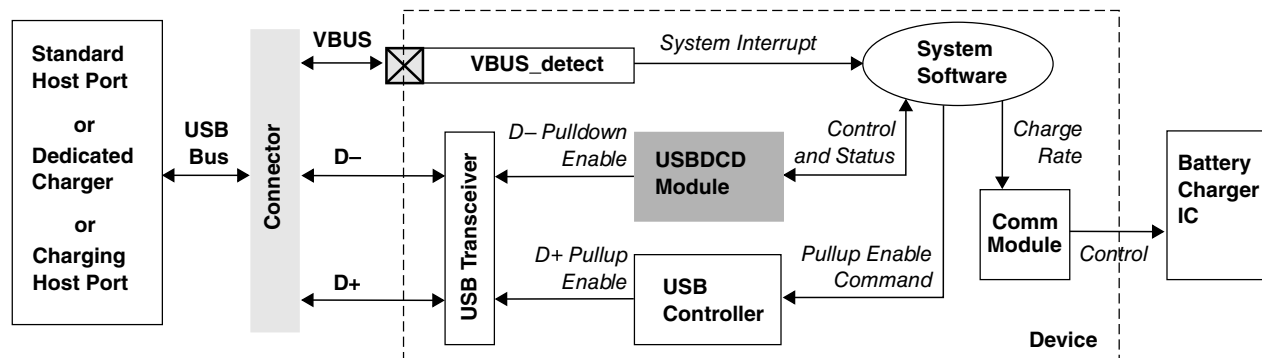 Standard
Host Port
or
Dedicated
Charger
or
Charging
Host Port
USB
Bus
Connector
VBUS
D–
D+
VBUS_detect
System Interrupt
System
Software
USB Transceiver
D– Pulldown
Enable
USBDCD
Module
Control
and Status
Charge
Rate
D+ Pullup
Enable
USB
Controller
Pullup Enable
Command
Comm
Module
Control
Battery
Charger
IC
Device